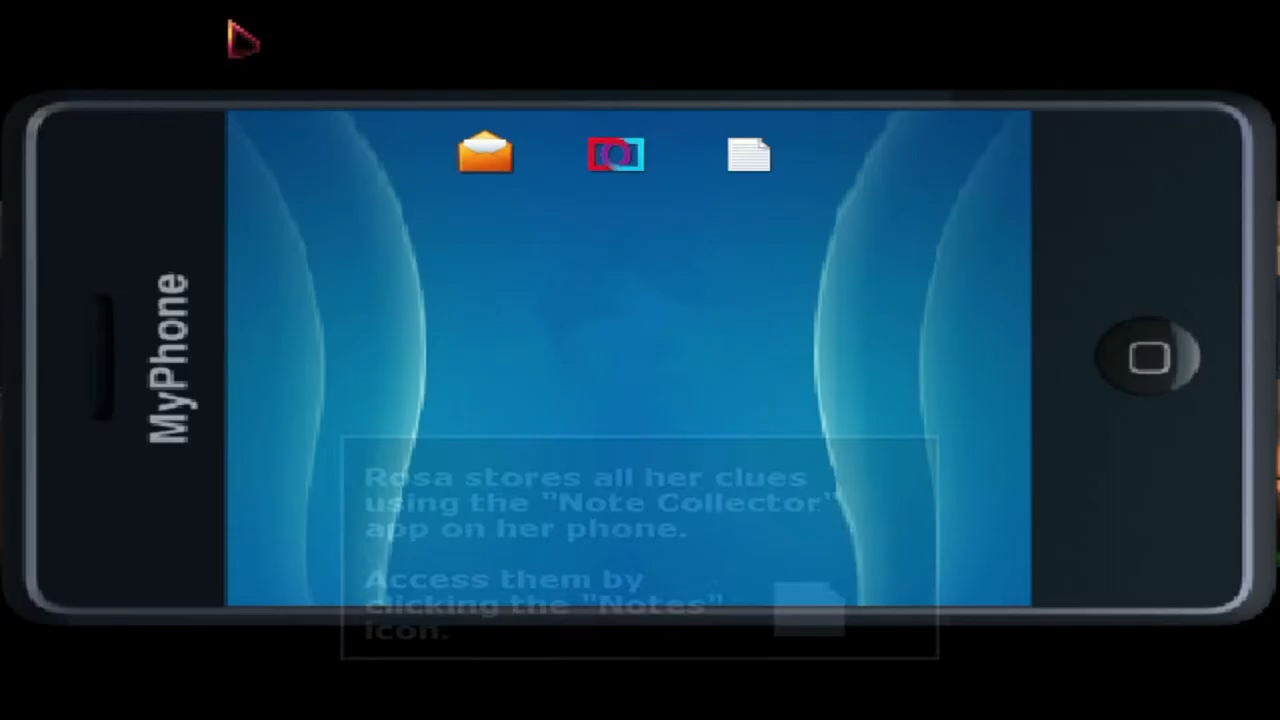 MyPhone
Rosa stores all her clues
using the "Note Collector"
app on her phone.
Access them by
clicking the "Notes"
icon.